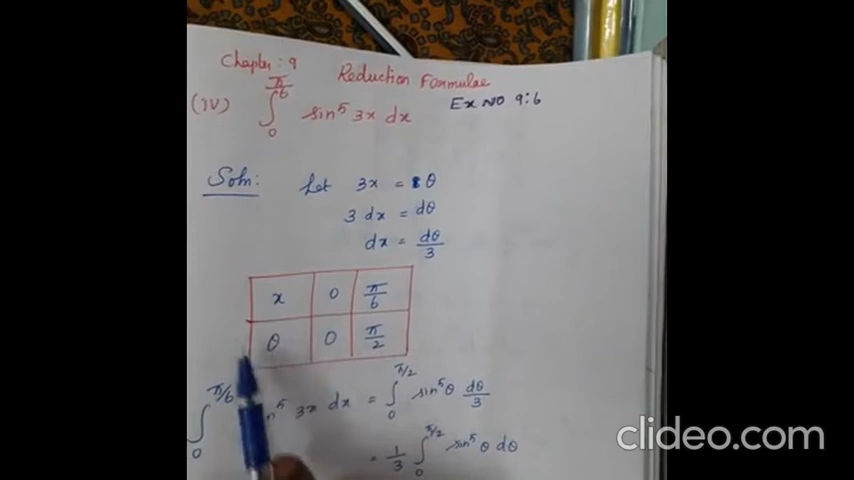 Chapter : 9 Reduction Formulae
(IV) ∫₀^{π/6} sin⁵ 3x dx Ex NO 9:6
Soln: Let 3x = θ
3 dx = dθ
dx = dθ/3
x 0 π/6
θ 0 π/2
∫₀^{π/6} n⁵ 3x dx = ∫₀^{π/2} sin⁵θ dθ/3
= 1/3 ∫₀^{π/2} sin⁵ θ dθ
clideo.com